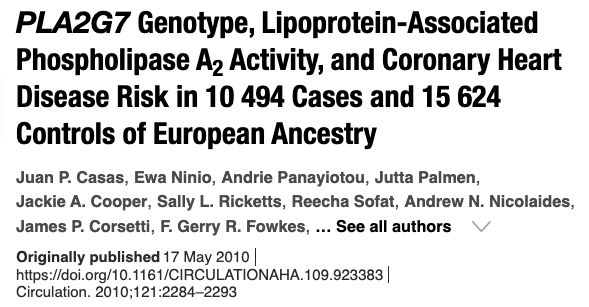 PLA2G7 Genotype, Lipoprotein-Associated
Phospholipase A₂ Activity, and Coronary Heart
Disease Risk in 10 494 Cases and 15 624
Controls of European Ancestry
Juan P. Casas, Ewa Ninio, Andrie Panayiotou, Jutta Palmen,
Jackie A. Cooper, Sally L. Ricketts, Reecha Sofat, Andrew N. Nicolaides,
James P. Corsetti, F. Gerry R. Fowkes, ... See all authors
Originally published 17 May 2010 |
https://doi.org/10.1161/CIRCULATIONAHA.109.923383 |
Circulation. 2010;121:2284–2293